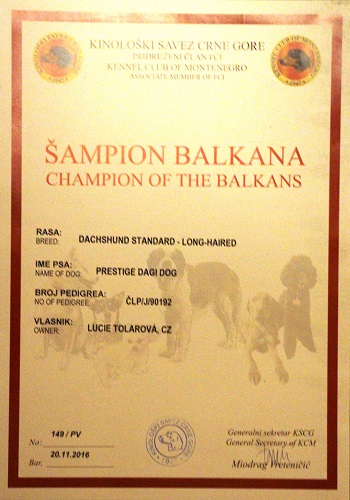 KINOLOŠKI SAVEZ CRNE GORE
PRIDRUŽENI ČLAN FCI
KENNEL CLUB OF MONTENEGRO
ASSOCIATE MEMBER OF FCI
ŠAMPION BALKANA
CHAMPION OF THE BALKANS
RASA:
BREED: DACHSHUND STANDARD - LONG-HAIRED
IME PSA:
NAME OF DOG: PRESTIGE DAGI DOG
BROJ PEDIGREA:
NO OF PEDIGREE: ČLP/J/90192
VLASNIK:
OWNER: LUCIE TOLAROVÁ, CZ
No: 149 / PV
Bar, 20.11.2016
Generalni sekretar KSCG
General Secretary of KCM
Miodrag Vreteničić